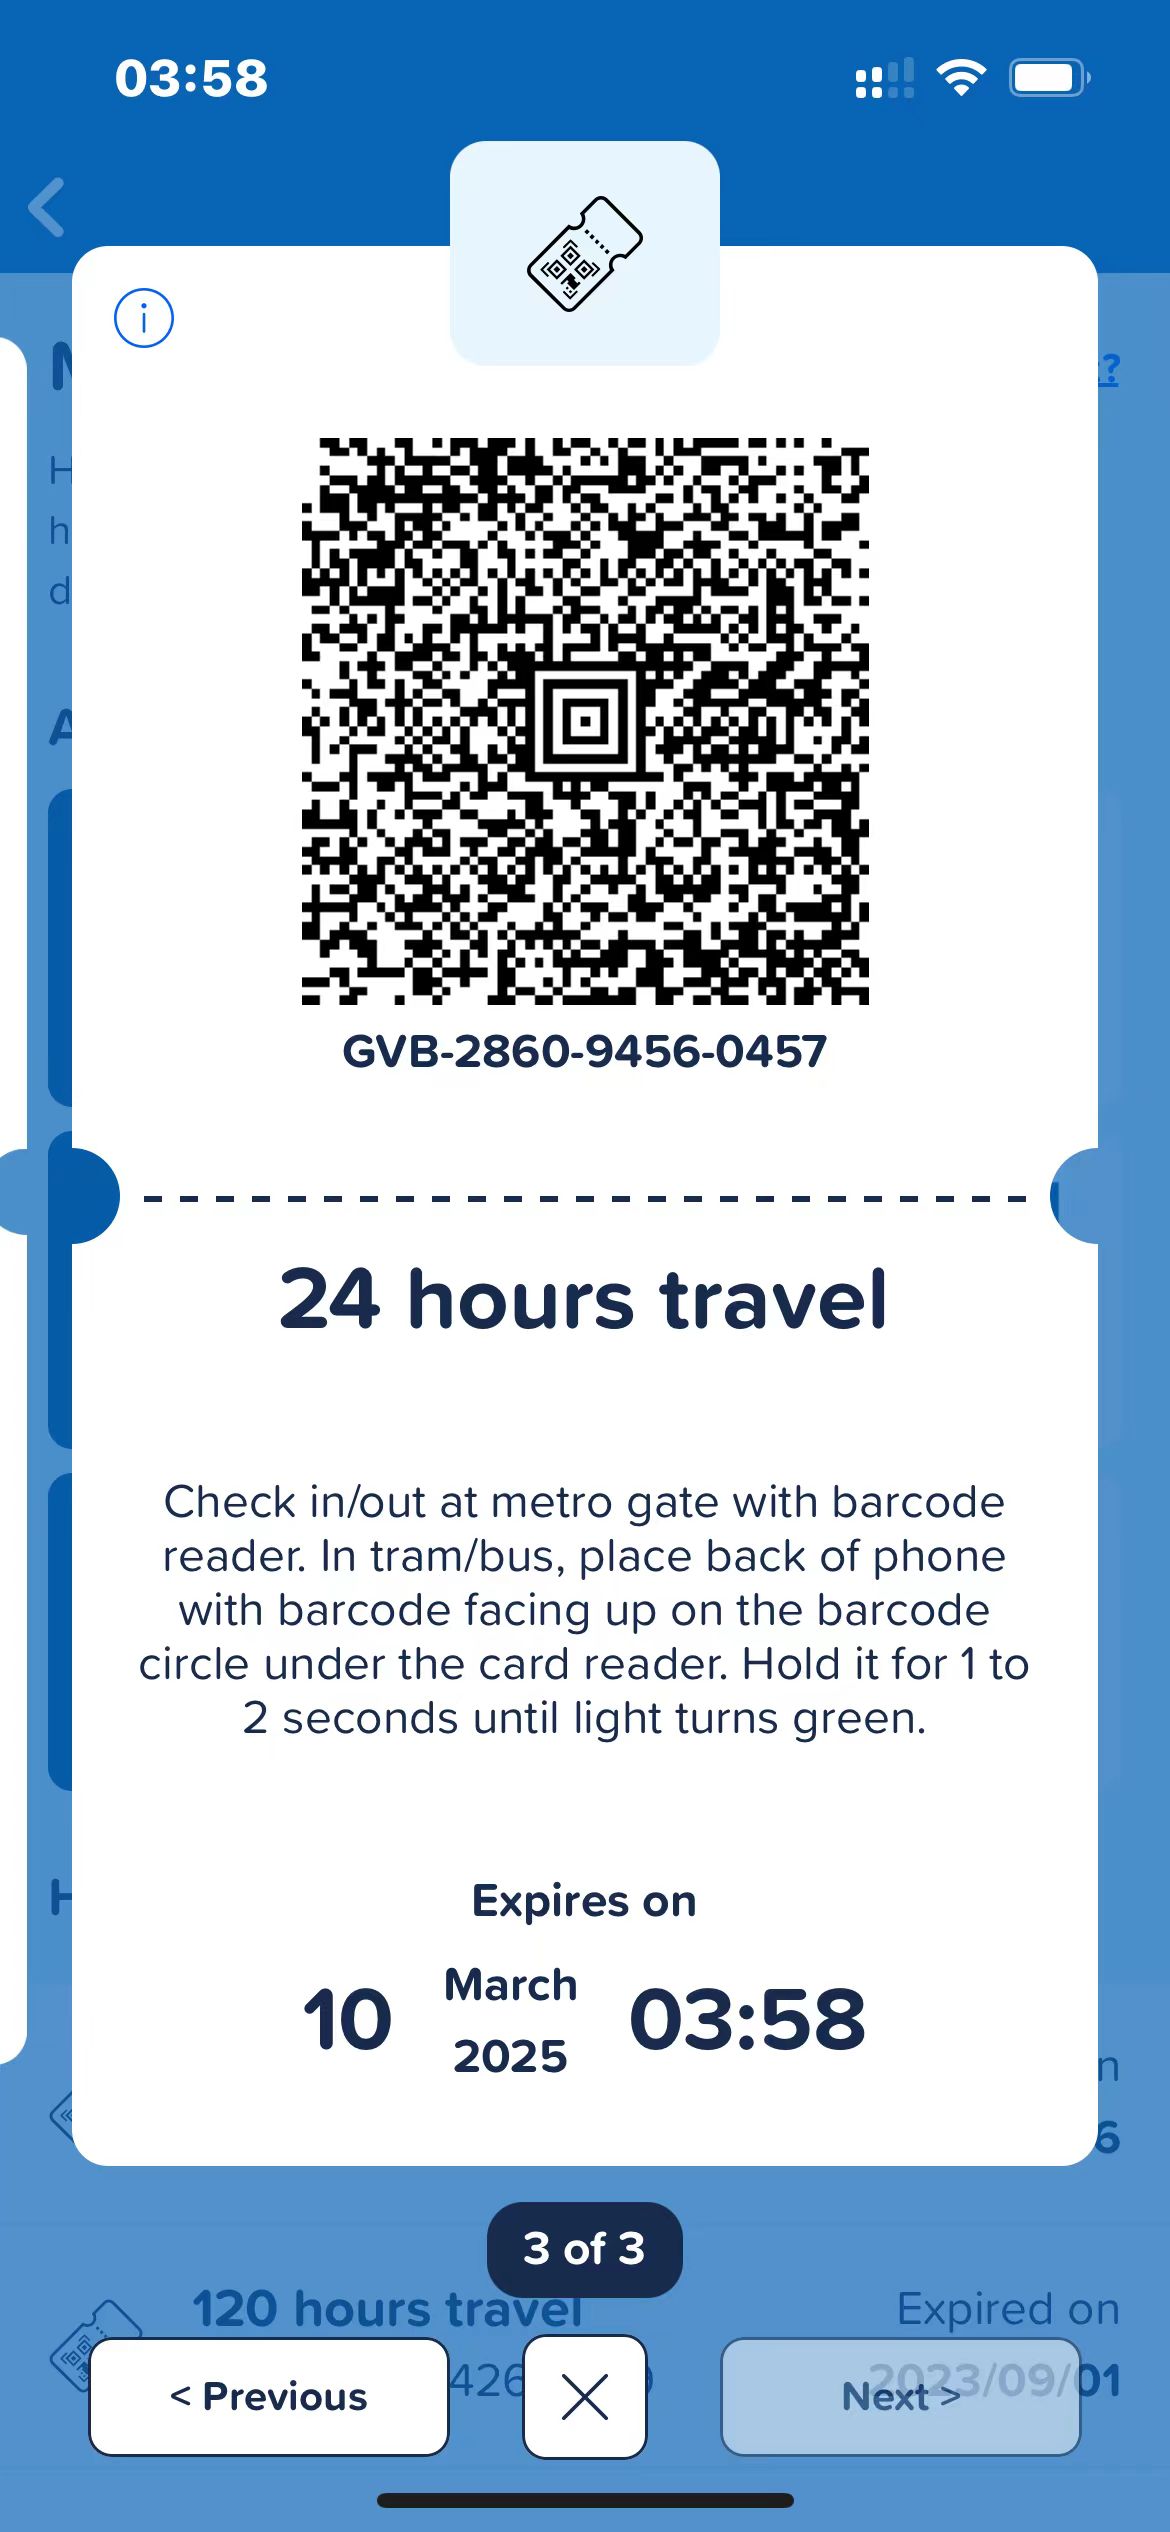 03:58
GVB-2860-9456-0457
24 hours travel
Check in/out at metro gate with barcode
reader. In tram/bus, place back of phone
with barcode facing up on the barcode
circle under the card reader. Hold it for 1 to
2 seconds until light turns green.
Expires on
10
March
2025
03:58
3 of 3
120 hours travel
Expired on
2023/09/01
< Previous
Next >